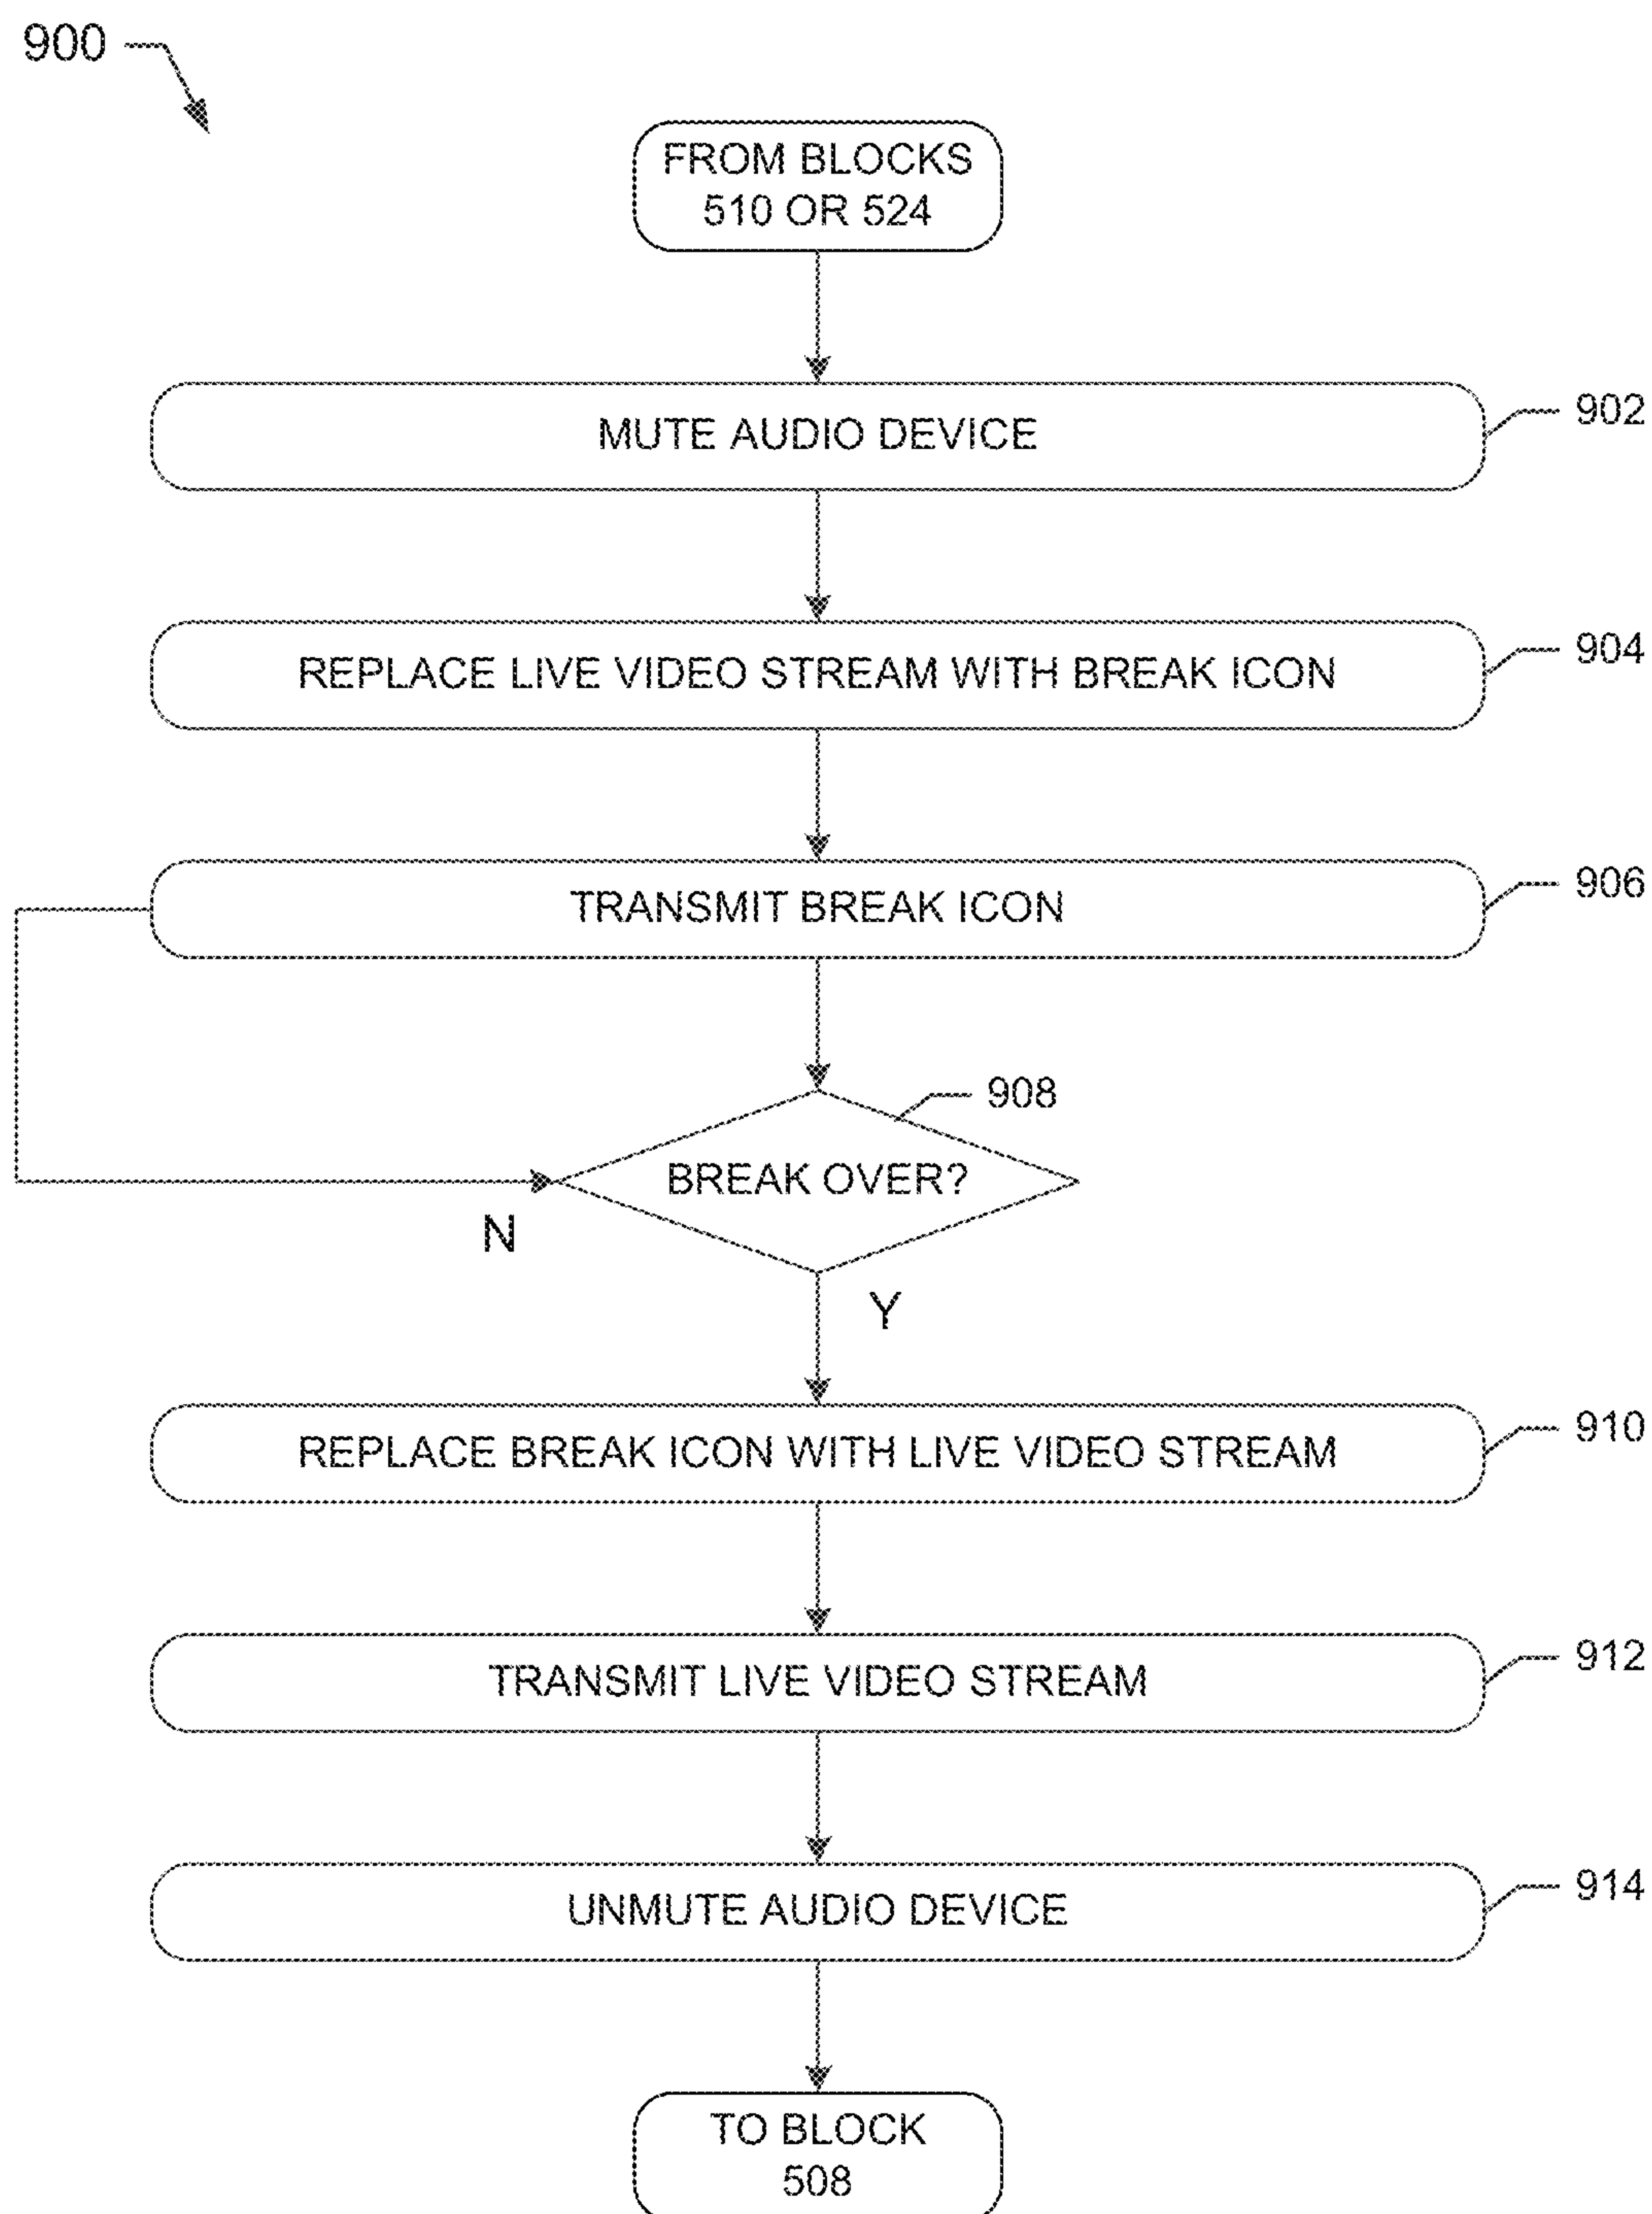 900
FROM BLOCKS
510 OR 524
MUTE AUDIO DEVICE
902
REPLACE LIVE VIDEO STREAM WITH BREAK ICON
904
TRANSMIT BREAK ICON
906
908
BREAK OVER?
N
Y
REPLACE BREAK ICON WITH LIVE VIDEO STREAM
910
TRANSMIT LIVE VIDEO STREAM
912
UNMUTE AUDIO DEVICE
914
TO BLOCK
508